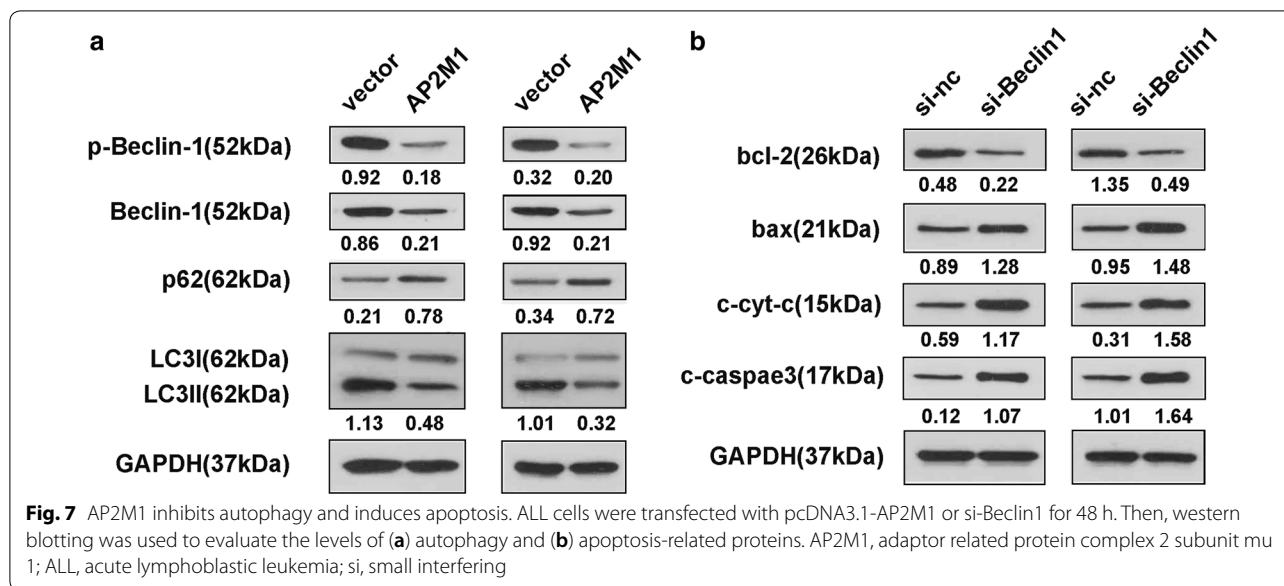 a
vector AP2M1 vector AP2M1
p-Beclin-1(52kDa)
0.92 0.18 0.32 0.20
Beclin-1(52kDa)
0.86 0.21 0.92 0.21
p62(62kDa)
0.21 0.78 0.34 0.72
LC3I(62kDa)
LC3II(62kDa)
1.13 0.48 1.01 0.32
GAPDH(37kDa)
b
si-nc si-Beclin1 si-nc si-Beclin1
bcl-2(26kDa)
0.48 0.22 1.35 0.49
bax(21kDa)
0.89 1.28 0.95 1.48
c-cyt-c(15kDa)
0.59 1.17 0.31 1.58
c-caspae3(17kDa)
0.12 1.07 1.01 1.64
GAPDH(37kDa)
Fig. 7 AP2M1 inhibits autophagy and induces apoptosis. ALL cells were transfected with pcDNA3.1-AP2M1 or si-Beclin1 for 48 h. Then, western
blotting was used to evaluate the levels of (a) autophagy and (b) apoptosis-related proteins. AP2M1, adaptor related protein complex 2 subunit mu
1; ALL, acute lymphoblastic leukemia; si, small interfering